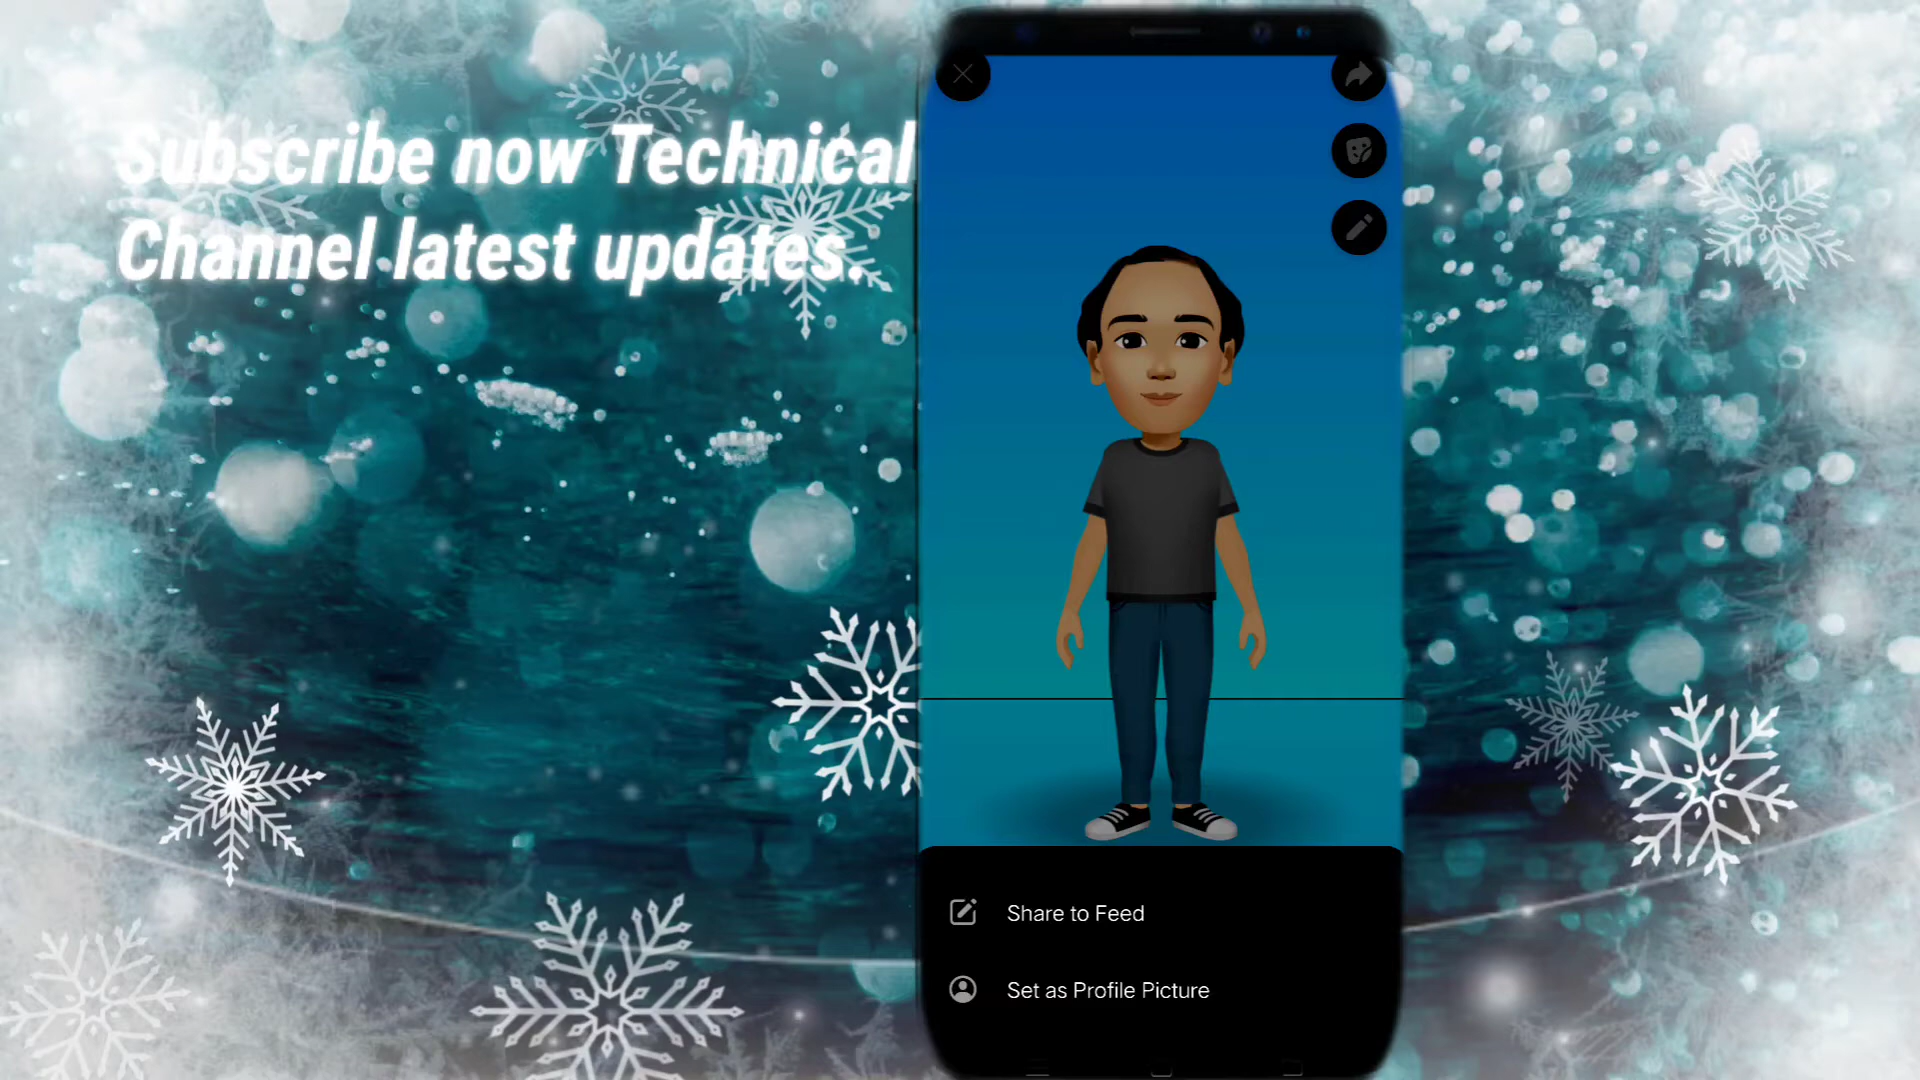 Subscribe now Technical
Channel latest updates.
Share to Feed
Set as Profile Picture